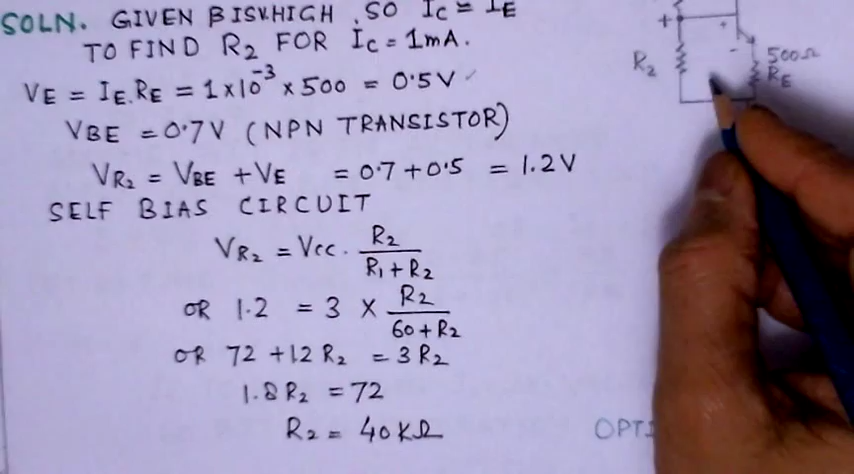 SOLN. GIVEN β IS V. HIGH, SO IC = IE
TO FIND R2 FOR IC = 1mA.
VE = IE.RE = 1×10⁻³ × 500 = 0.5V
VBE = 0.7V (NPN TRANSISTOR)
VR2 = VBE + VE = 0.7 + 0.5 = 1.2V
SELF BIAS CIRCUIT
VR2 = VCC. R2 / R1 + R2
OR 1.2 = 3 × R2 / 60 + R2
OR 72 + 1.2 R2 = 3 R2
1.8 R2 = 72
R2 = 40KΩ
+
+
-
R2
500Ω
RE